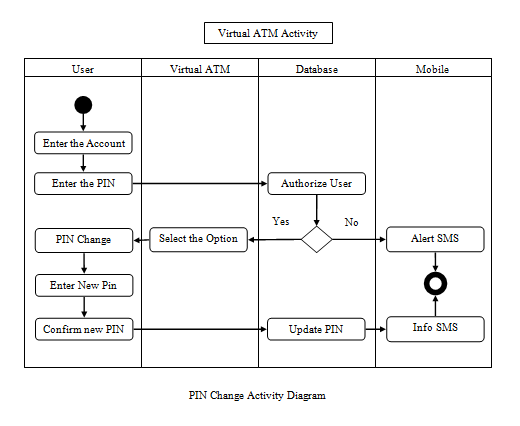 Virtual ATM Activity
User
Virtual ATM
Database
Mobile
Enter the Account
Enter the PIN
Authorize User
Yes
No
PIN Change
Select the Option
Alert SMS
Enter New Pin
Confirm new PIN
Update PIN
Info SMS
PIN Change Activity Diagram